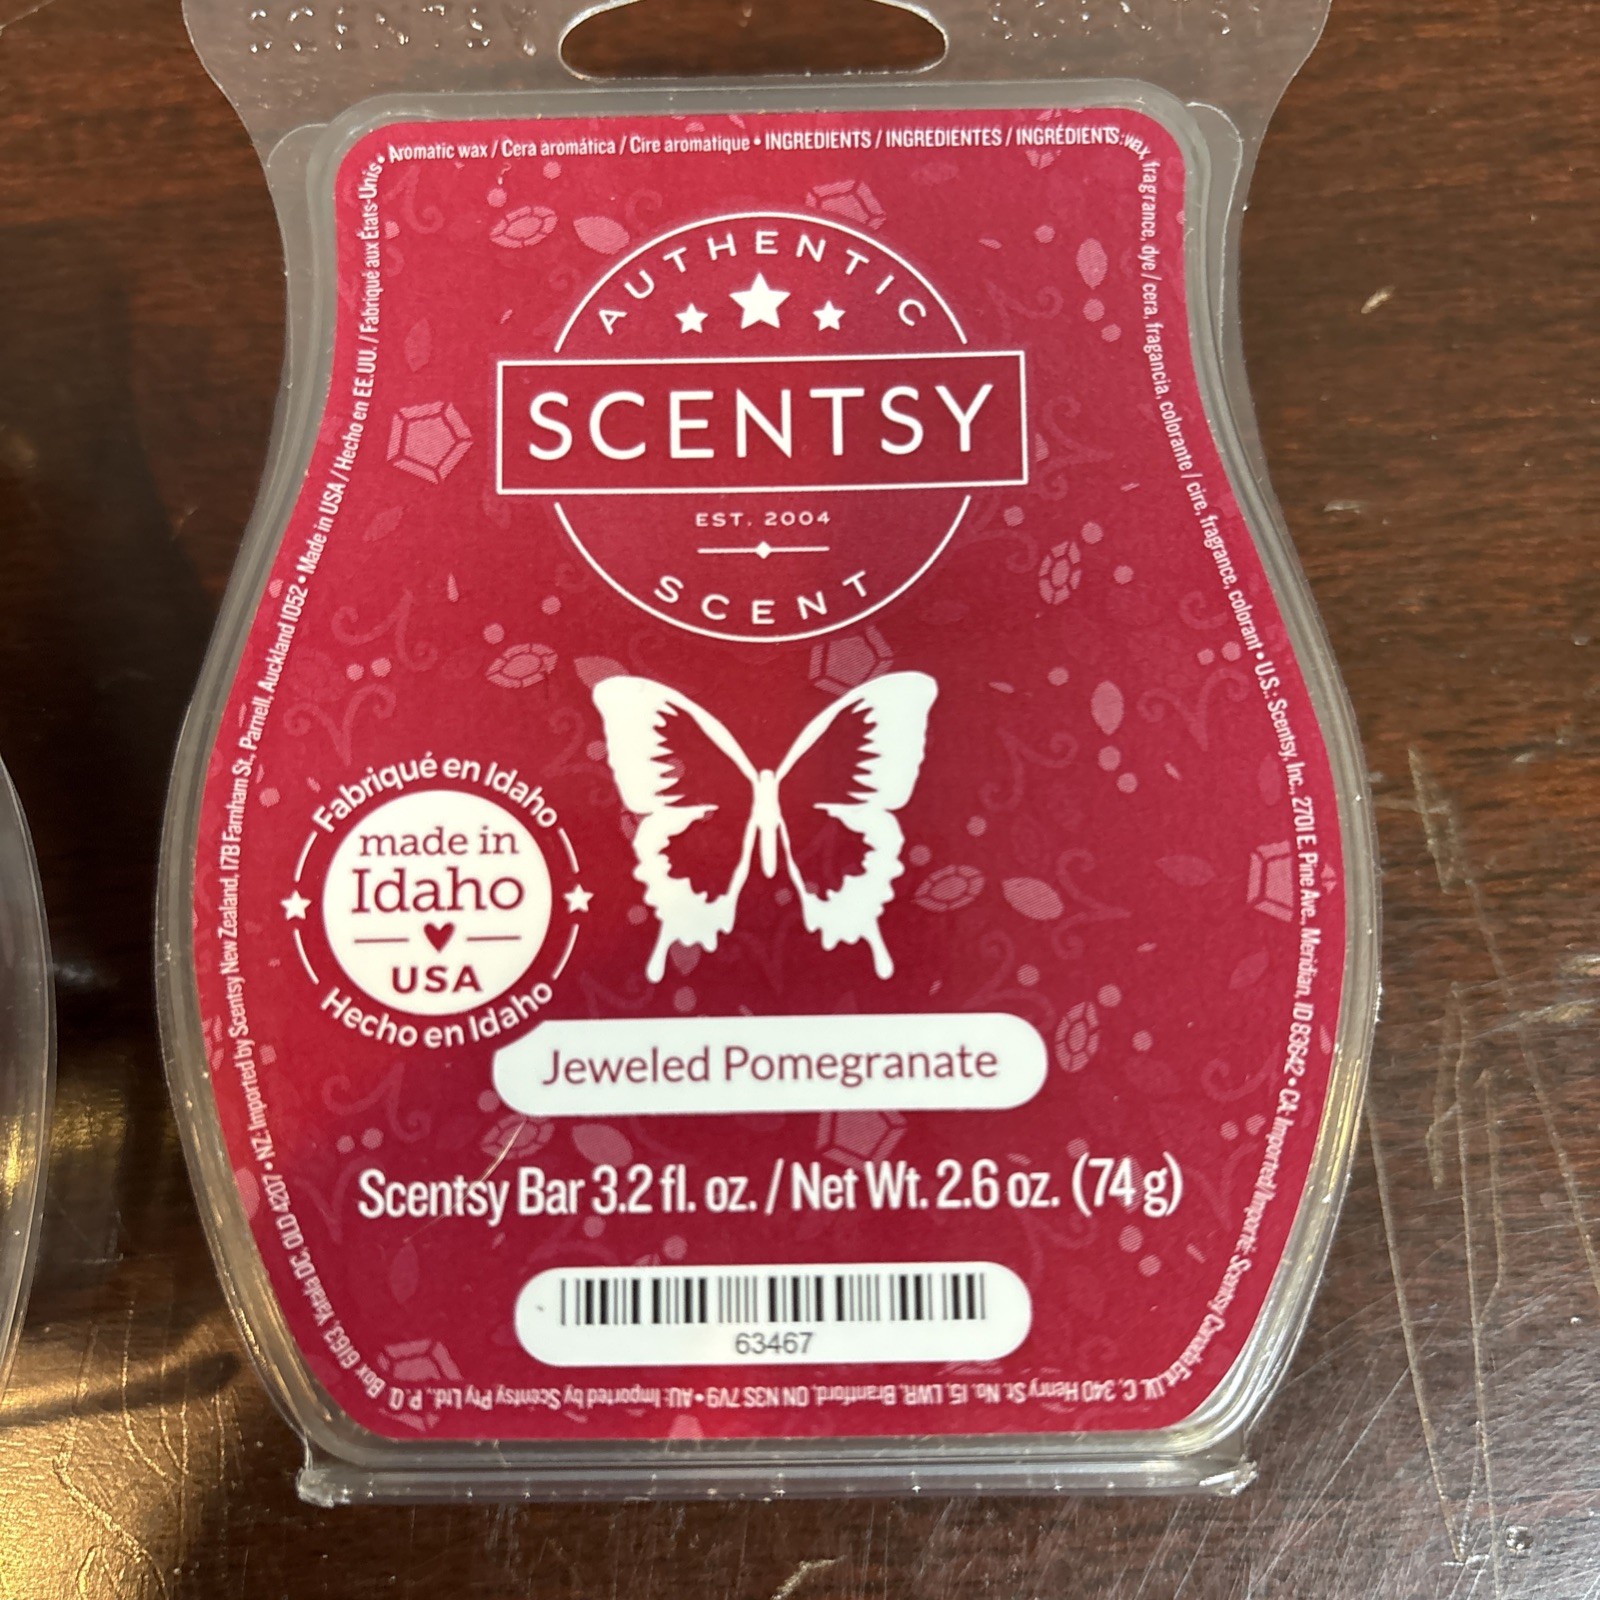 SCENTSY
SCENTSY
Aromatic wax / Cera aromática / Cire aromatique • INGREDIENTS / INGREDIENTES / INGRÉDIENTS: wax, fragrance, dye / cera, fragancia, colorante / cire, fragrance, colorant • U.S.: Scentsy, Inc., 2701 E. Pine Ave., Meridian, ID 83642 • CA: Imported/Importé: Scentsy Canada Ent. ULC, 340 Henry St. No. 15, LWR, Brantford, ON N3S 7V9 • AU: Imported by Scentsy Pty Ltd., P.O. Box 6163, Yatala DC, QLD 4207 • NZ: Imported by Scentsy New Zealand, 17B Farnham St., Parnell, Auckland 1052 • Made in USA / Hecho en EE.UU. / Fabriqué aux États-Unis •
AUTHENTIC
SCENTSY
EST. 2004
SCENT
Fabriqué en Idaho
made in
Idaho
USA
Hecho en Idaho
Jeweled Pomegranate
Scentsy Bar 3.2 fl. oz. / Net Wt. 2.6 oz. (74 g)
63467